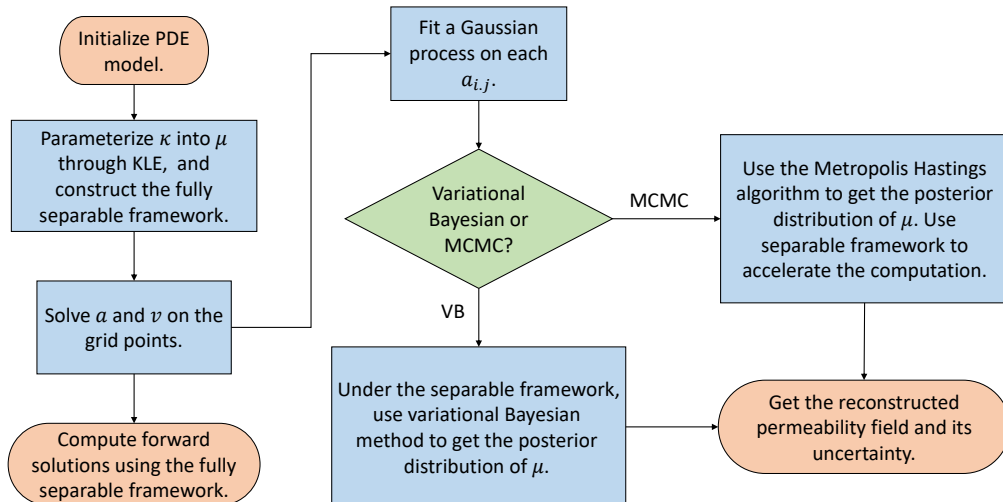 Initialize PDE
model.
Parameterize κ into μ
through KLE, and
construct the fully
separable framework.
Solve a and v on the
grid points.
Compute forward
solutions using the fully
separable framework.
Fit a Gaussian
process on each
a_{i.j}.
Variational
Bayesian or
MCMC?
MCMC
VB
Use the Metropolis Hastings
algorithm to get the posterior
distribution of μ. Use
separable framework to
accelerate the computation.
Under the separable framework,
use variational Bayesian
method to get the posterior
distribution of μ.
Get the reconstructed
permeability field and its
uncertainty.